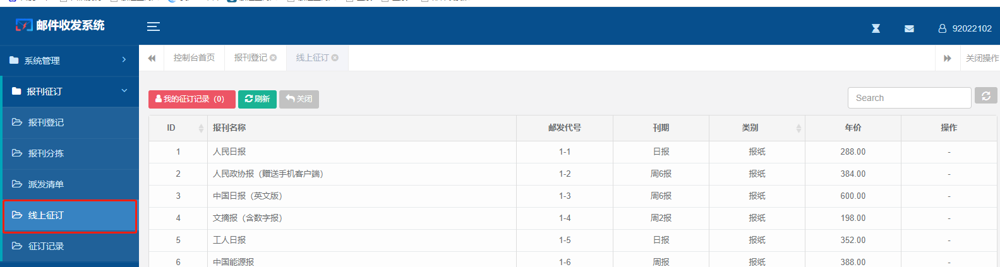 邮件收发系统
92022102
系统管理
报刊征订
报刊登记
报刊分拣
派发清单
线上征订
征订记录
控制台首页 报刊登记 线上征订 关闭操作
我的征订记录（0） 刷新 关闭 Search
ID 报刊名称 邮发代号 刊期 类别 年价 操作
1 人民日报 1-1 日报 报纸 288.00 -
2 人民政协报（赠送手机客户端） 1-2 周6报 报纸 384.00 -
3 中国日报（英文版） 1-3 周6报 报纸 600.00 -
4 文摘报（含数字报） 1-4 周2报 报纸 198.00 -
5 工人日报 1-5 日报 报纸 352.00 -
6 中国能源报 1-6 周报 报纸 388.00 -